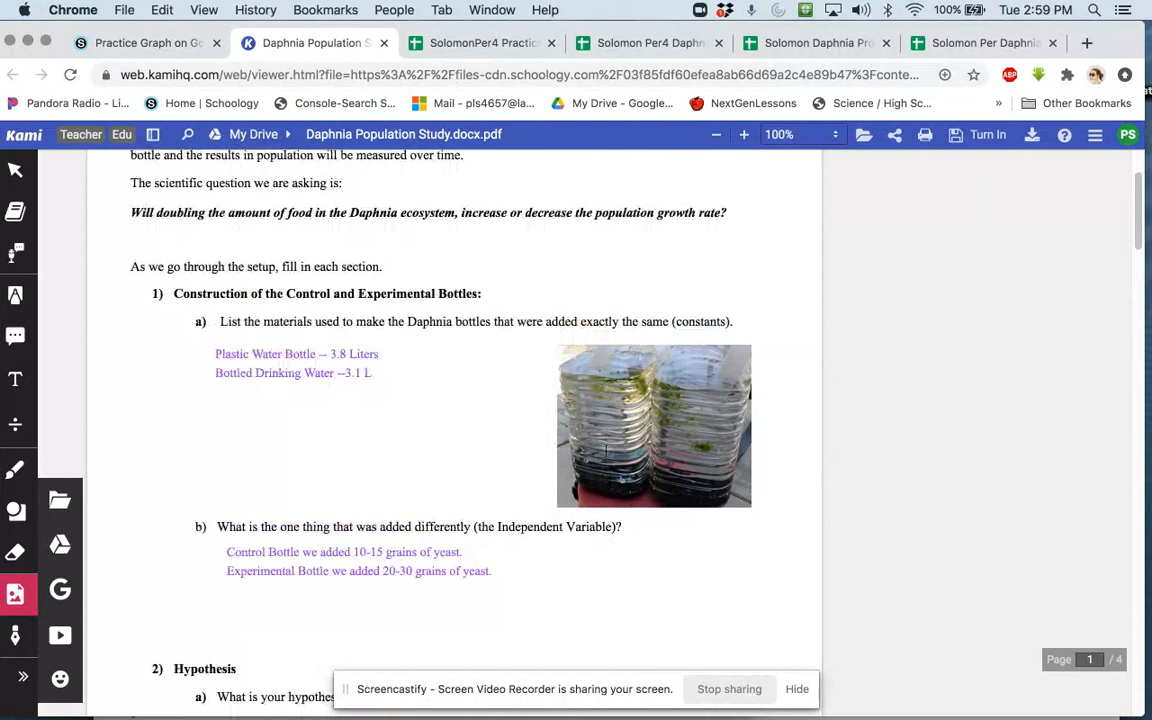 Chrome File Edit View History Bookmarks People Tab Window Help 100% Tue 2:59 PM
Practice Graph on Go Daphnia Population S SolomonPer4 Practic Solomon Per4 Daphn Solomon Daphnia Pro Solomon Per Daphnia
web.kamihq.com/web/viewer.html?file=https%3A%2F%2Ffiles-cdn.schoology.com%2F03f85fdf60efea8ab66d69a2c4e89b47%3Fconte...
Pandora Radio - Li... Home | Schoology Console-Search S... Mail - pls4657@la... My Drive - Google... NextGenLessons Science / High Sc... » Other Bookmarks
Kami Teacher Edu My Drive Daphnia Population Study.docx.pdf 100% Turn In PS
bottle and the results in population will be measured over time.
The scientific question we are asking is:
Will doubling the amount of food in the Daphnia ecosystem, increase or decrease the population growth rate?
As we go through the setup, fill in each section.
1) Construction of the Control and Experimental Bottles:
a) List the materials used to make the Daphnia bottles that were added exactly the same (constants).
Plastic Water Bottle -- 3.8 Liters
Bottled Drinking Water --3.1 L
b) What is the one thing that was added differently (the Independent Variable)?
Control Bottle we added 10-15 grains of yeast.
Experimental Bottle we added 20-30 grains of yeast.
2) Hypothesis
Page 1 / 4
a) What is your hypothes
Screencastify - Screen Video Recorder is sharing your screen. Stop sharing Hide